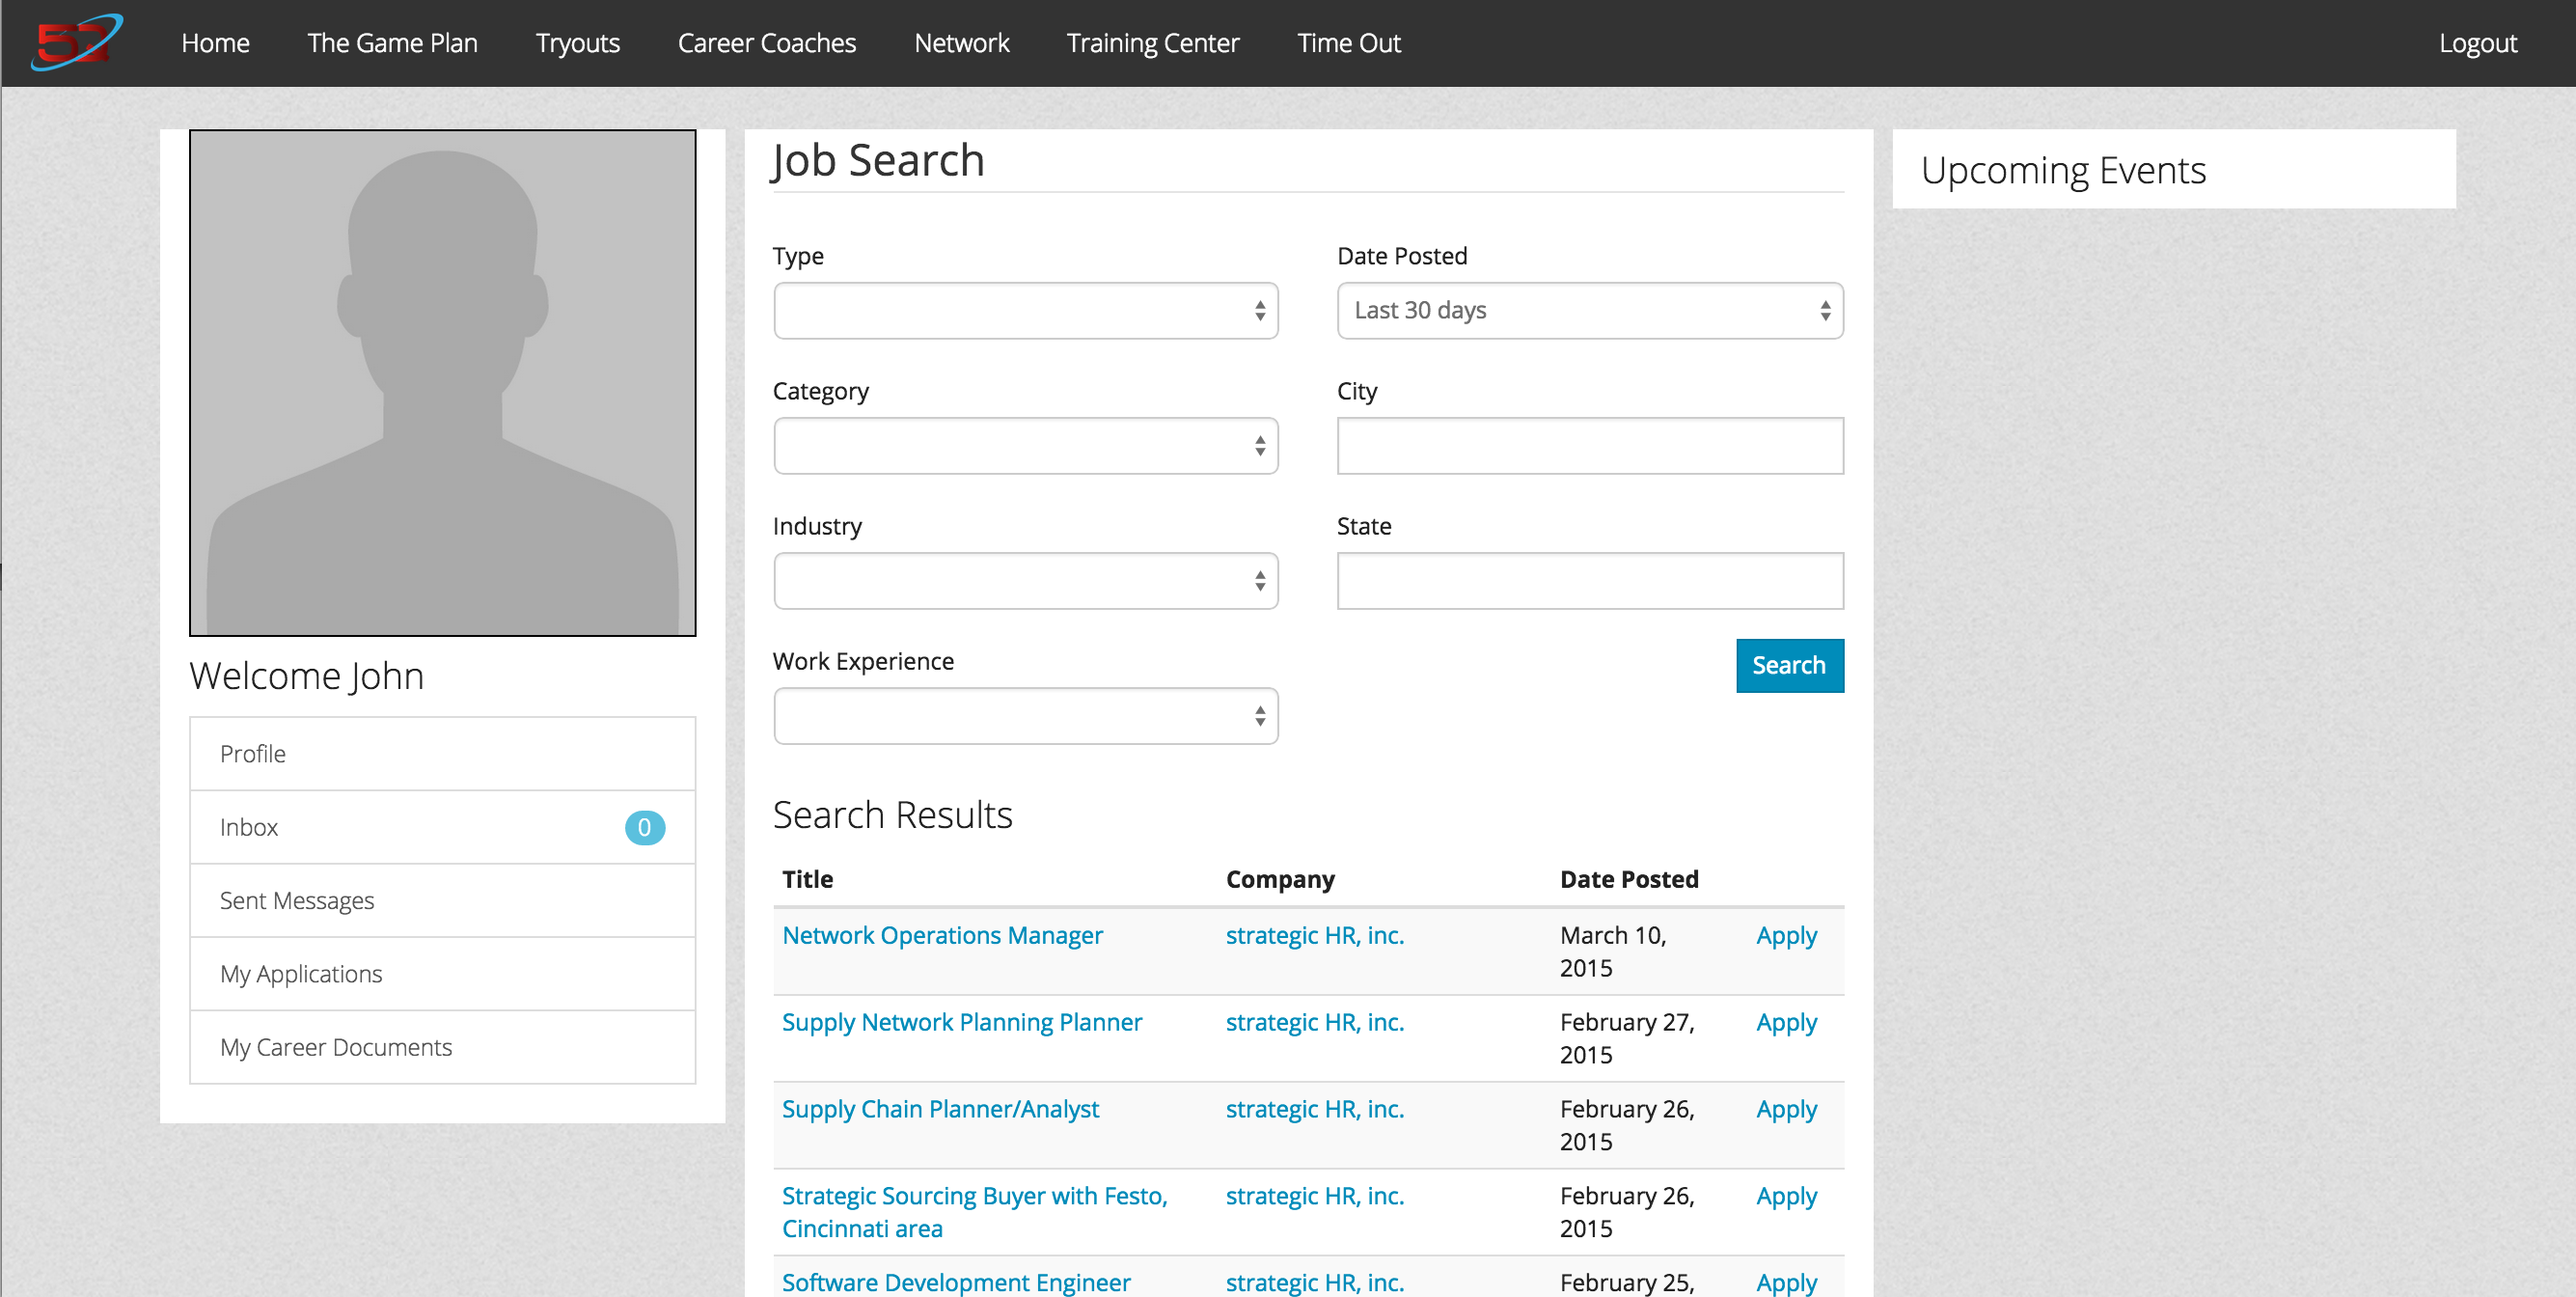 Home The Game Plan Tryouts Career Coaches Network Training Center Time Out Logout
Welcome John
Profile
Inbox 0
Sent Messages
My Applications
My Career Documents
Job Search
Type Date Posted
Last 30 days
Category City
Industry State
Work Experience
Search
Search Results
Title Company Date Posted
Network Operations Manager strategic HR, inc. March 10, Apply
2015
Supply Network Planning Planner strategic HR, inc. February 27, Apply
2015
Supply Chain Planner/Analyst strategic HR, inc. February 26, Apply
2015
Strategic Sourcing Buyer with Festo, strategic HR, inc. February 26, Apply
Cincinnati area 2015
Software Development Engineer strategic HR, inc. February 25, Apply
Upcoming Events